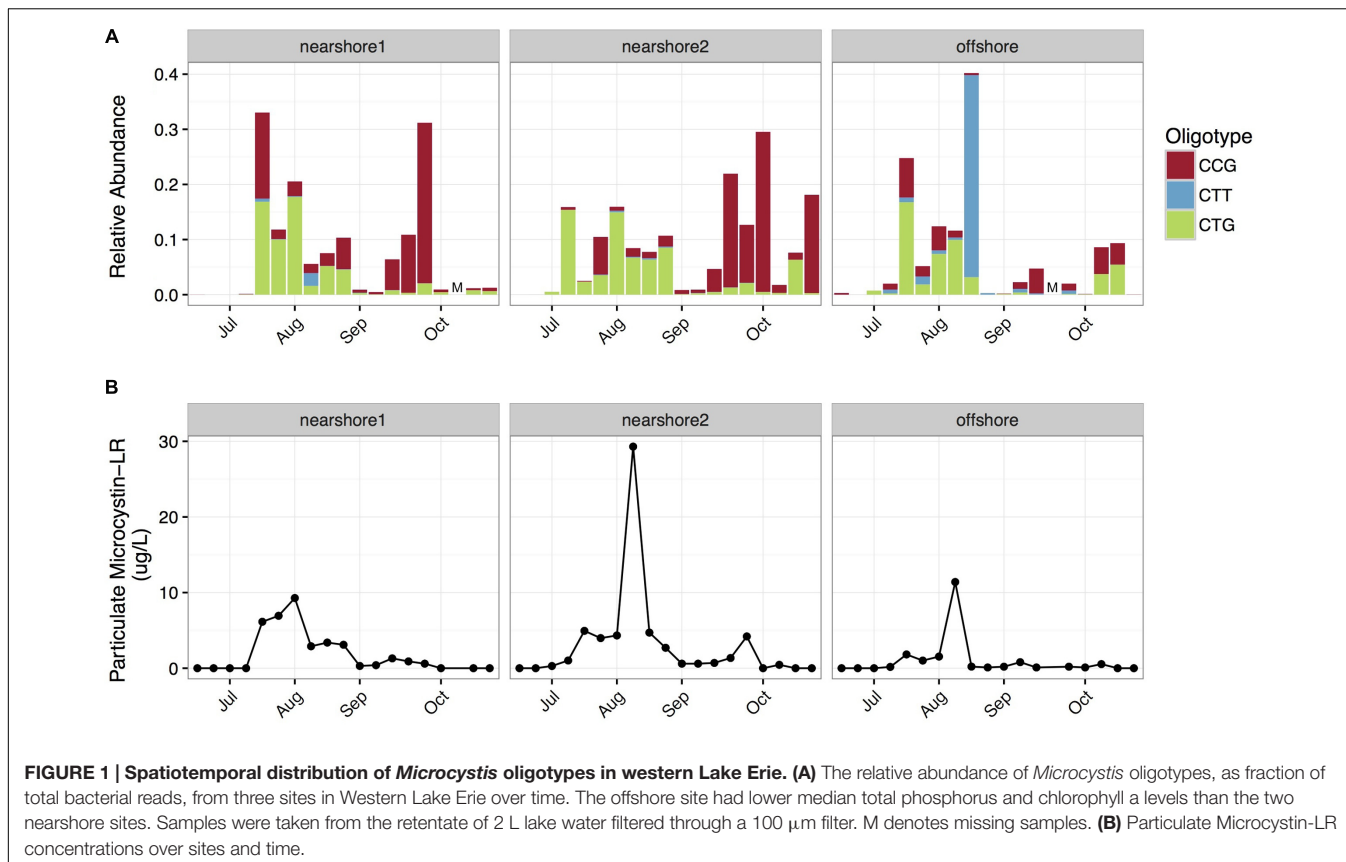 A
nearshore1 nearshore2 offshore
Relative Abundance
0.4
0.3
0.2
0.1
0.0
M M
Jul Aug Sep Oct Jul Aug Sep Oct Jul Aug Sep Oct
Oligotype
CCG
CTT
CTG
B
nearshore1 nearshore2 offshore
Particulate Microcystin–LR
(ug/L)
30
20
10
0
Jul Aug Sep Oct Jul Aug Sep Oct Jul Aug Sep Oct
FIGURE 1 | Spatiotemporal distribution of Microcystis oligotypes in western Lake Erie. (A) The relative abundance of Microcystis oligotypes, as fraction of
total bacterial reads, from three sites in Western Lake Erie over time. The offshore site had lower median total phosphorus and chlorophyll a levels than the two
nearshore sites. Samples were taken from the retentate of 2 L lake water filtered through a 100 μm filter. M denotes missing samples. (B) Particulate Microcystin-LR
concentrations over sites and time.